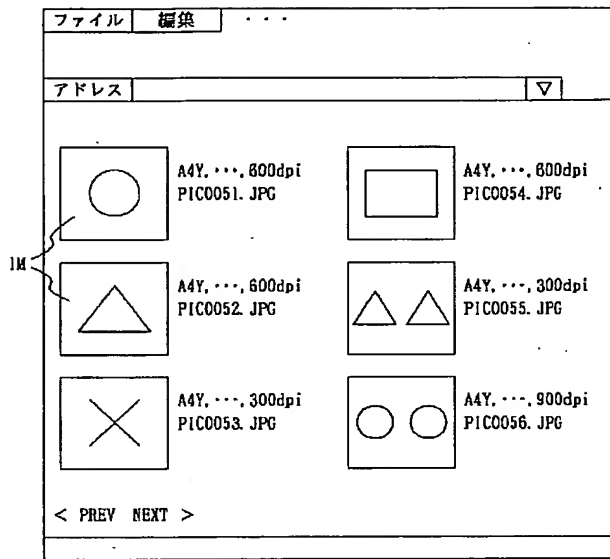 ファイル 編集 ・・・
アドレス ▽
A4Y, ···, 600dpi
PIC0051. JPG
A4Y, ···, 600dpi
PIC0054. JPG
1M
A4Y, ···, 600dpi
PIC0052. JPG
A4Y, ···, 300dpi
PIC0055. JPG
A4Y, ···, 300dpi
PIC0053. JPG
A4Y, ···, 900dpi
PIC0056. JPG
< PREV NEXT >